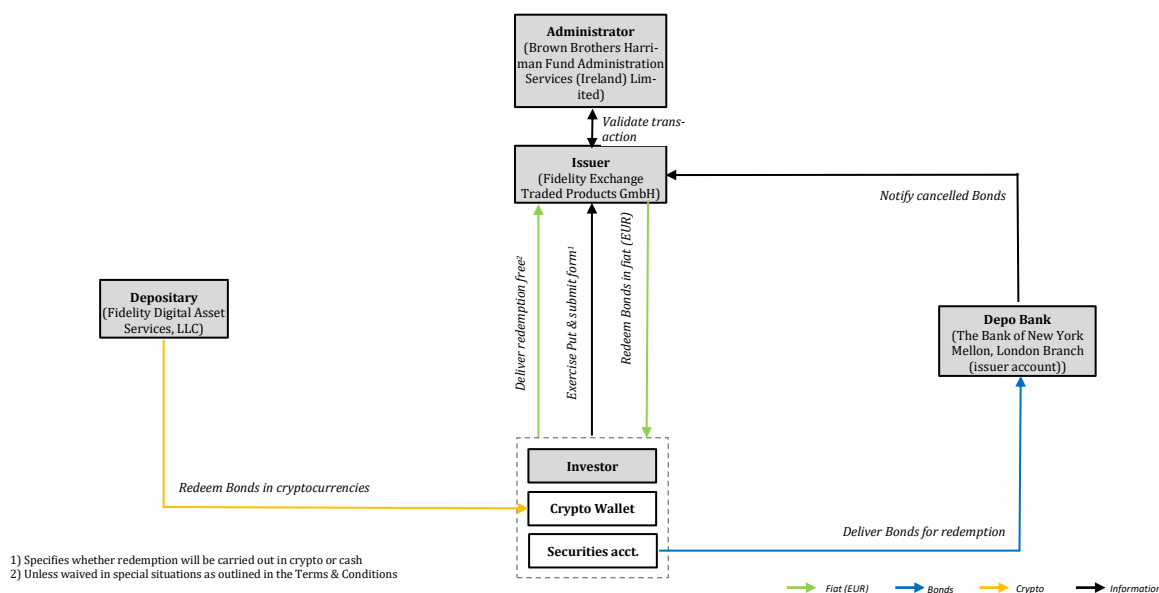 Administrator
(Brown Brothers Harri-
man Fund Administration
Services (Ireland) Lim-
ited)
Validate trans-
action
Issuer
(Fidelity Exchange
Traded Products GmbH)
Notify cancelled Bonds
Deliver redemption free²
Exercise Put & submit form¹
Redeem Bonds in fiat (EUR)
Depositary
(Fidelity Digital Asset
Services, LLC)
Depo Bank
(The Bank of New York
Mellon, London Branch
(issuer account))
Investor
Redeem Bonds in cryptocurrencies
Crypto Wallet
Deliver Bonds for redemption
Securities acct.
1) Specifies whether redemption will be carried out in crypto or cash
2) Unless waived in special situations as outlined in the Terms & Conditions
Fiat (EUR)
Bonds
Crypto
Information